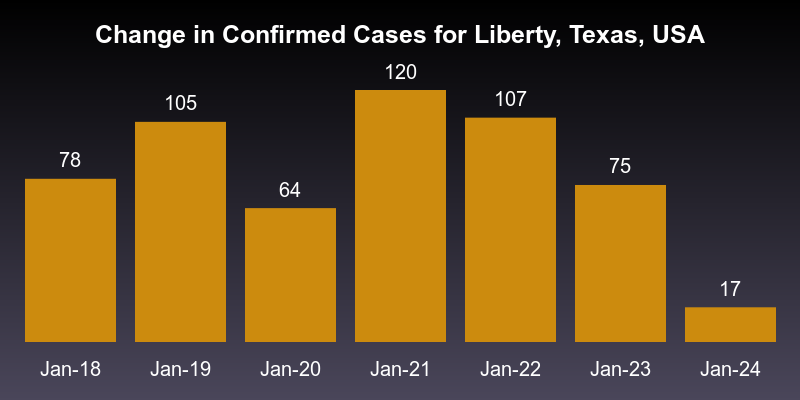 Change in Confirmed Cases for Liberty, Texas, USA
78
105
64
120
107
75
17
Jan-18
Jan-19
Jan-20
Jan-21
Jan-22
Jan-23
Jan-24